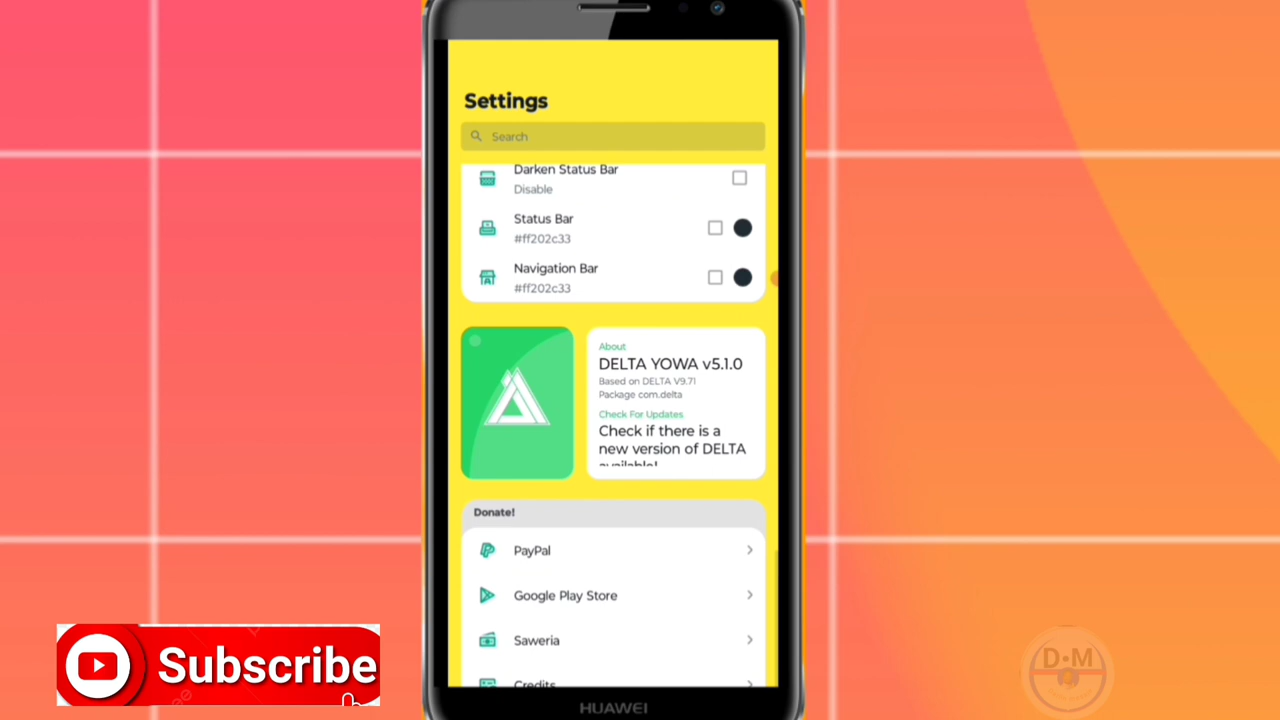 Settings
Search
Darken Status Bar
Disable
Status Bar
#ff202c33
Navigation Bar
#ff202c33
About
DELTA YOWA v5.1.0
Based on DELTA V9.71
Package com.delta
Check For Updates
Check if there is a
new version of DELTA
available!
Donate!
PayPal
Google Play Store
Saweria
Credits
Subscribe
D·M
HUAWEI